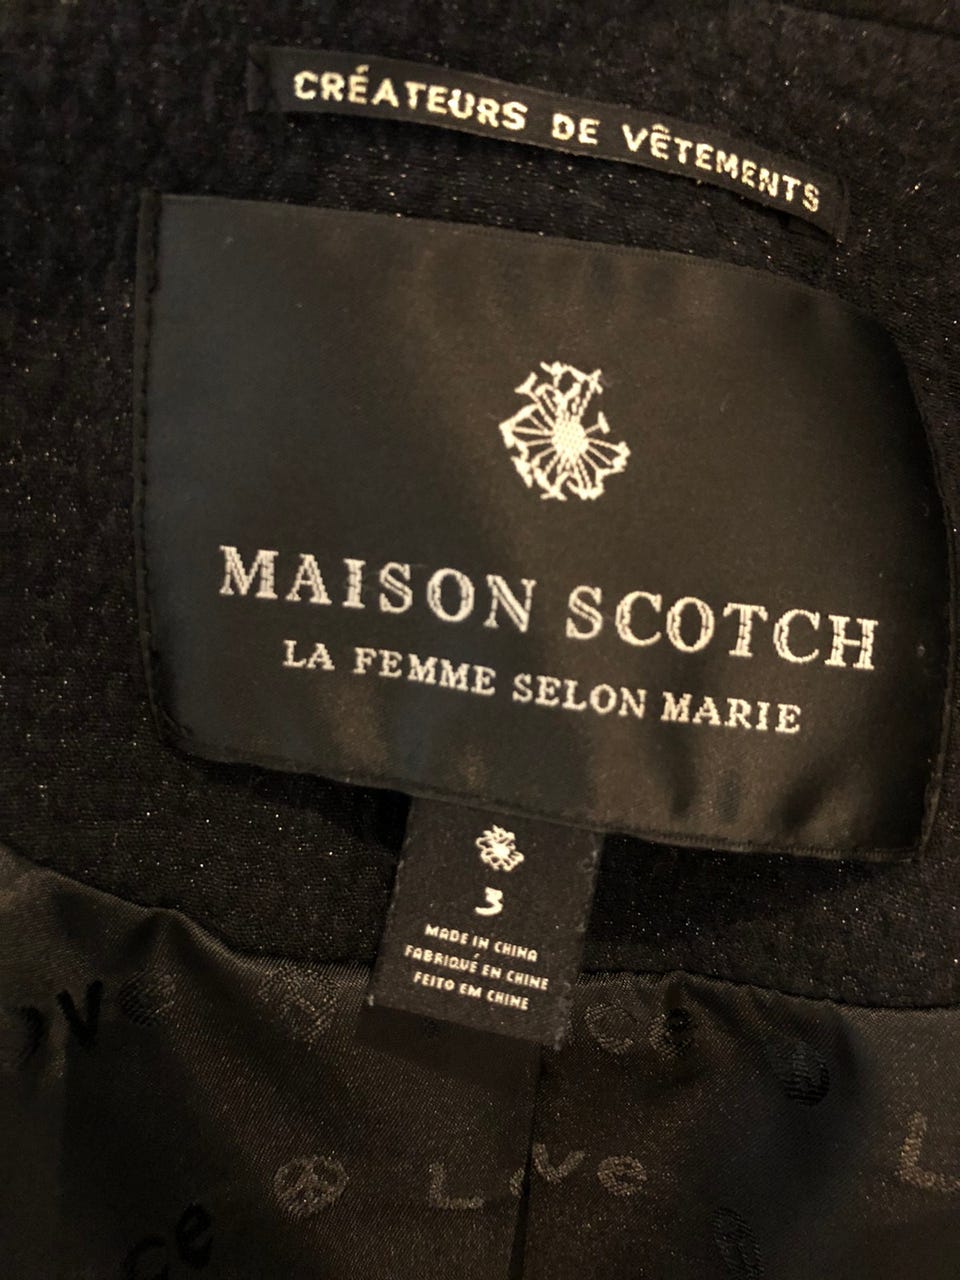 CRÉATEURS DE VÊTEMENTS
MAISON SCOTCH
LA FEMME SELON MARIE
3
MADE IN CHINA
FABRIQUÉ EN CHINE
FEITO EM CHINE
Love